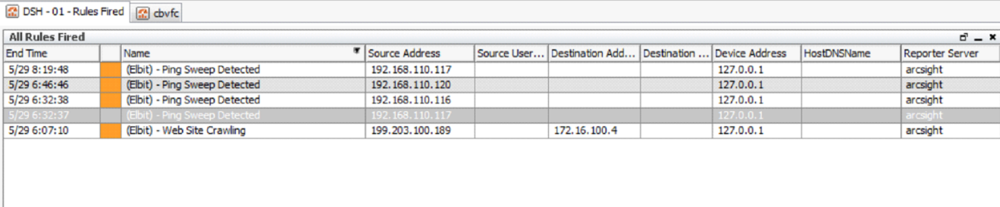 DSH - 01 - Rules Fired cbvfc
All Rules Fired
End Time Name Source Address Source User... Destination Add... Destination ... Device Address HostDNSName Reporter Server
5/29 8:19:48 (Elbit) - Ping Sweep Detected 192.168.110.117 127.0.0.1 arcsight
5/29 6:46:46 (Elbit) - Ping Sweep Detected 192.168.110.120 127.0.0.1 arcsight
5/29 6:32:38 (Elbit) - Ping Sweep Detected 192.168.110.116 127.0.0.1 arcsight
5/29 6:32:37 (Elbit) - Ping Sweep Detected 192.168.110.117 127.0.0.1 arcsight
5/29 6:07:10 (Elbit) - Web Site Crawling 199.203.100.189 172.16.100.4 127.0.0.1 arcsight